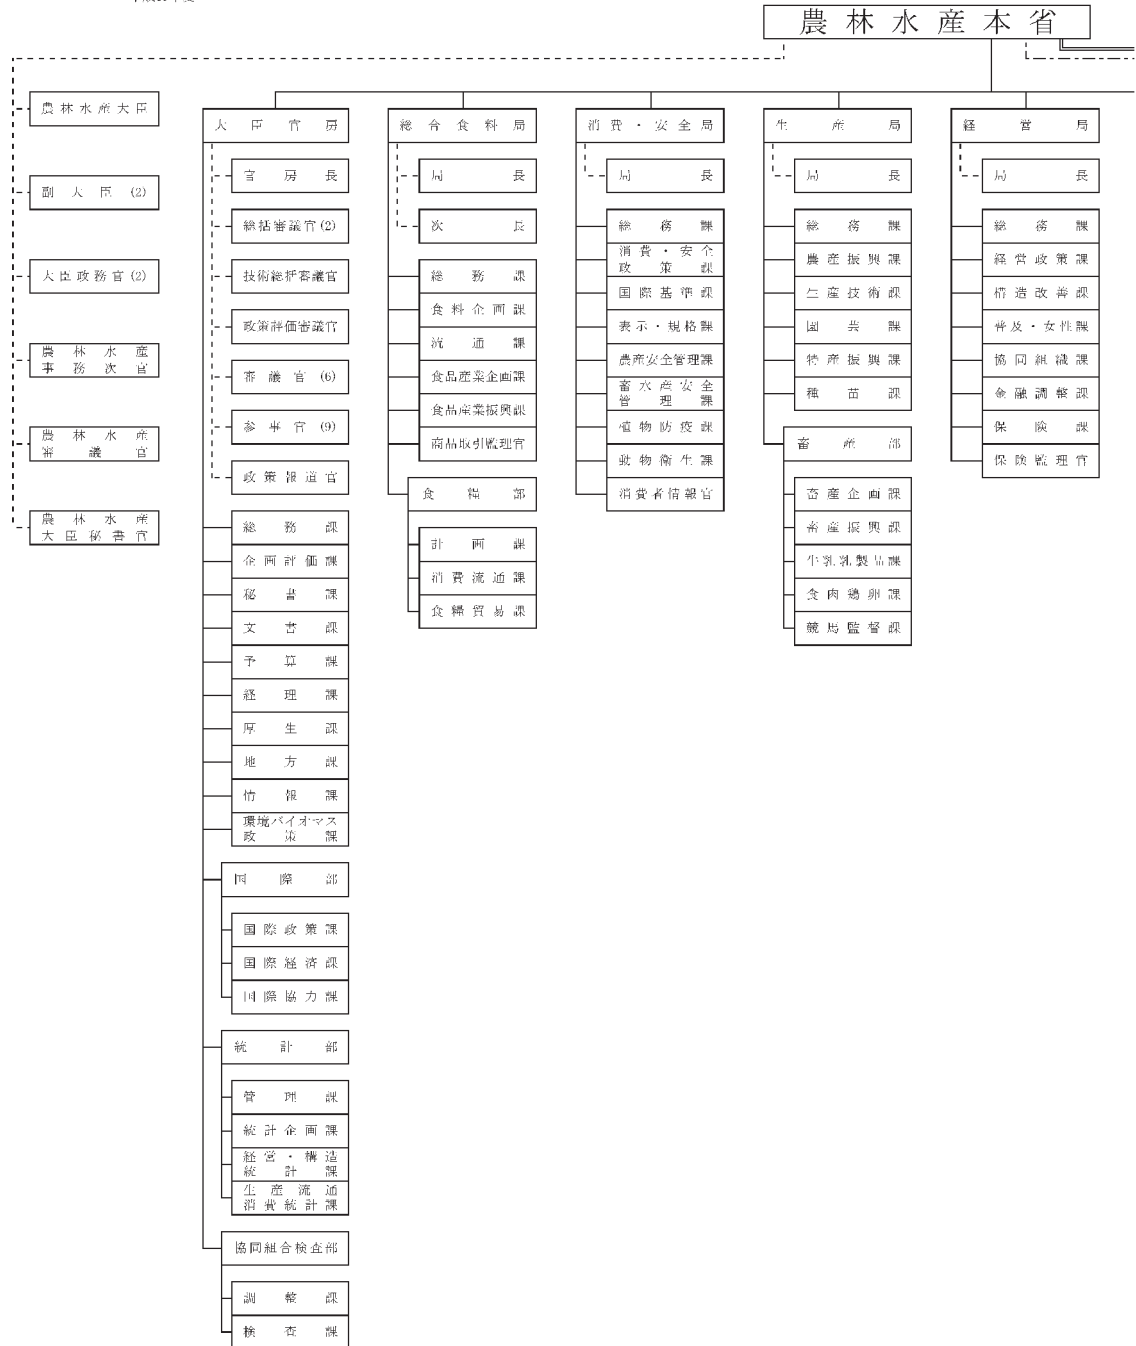 農林水産本省
農林水産大臣
副大臣(2)
大臣政務官(2)
農林水産
事務次官
農林水産
審議官
農林水産
大臣秘書官
大臣官房
官房長
総括審議官(2)
技術総括審議官
政策評価審議官
審議官(6)
参事官(9)
政策報道官
総務課
企画評価課
秘書課
文書課
予算課
経理課
厚生課
地方課
情報課
環境バイオマス
政策課
国際部
国際政策課
国際経済課
国際協力課
統計部
管理課
統計企画課
経営・構造
統計課
生産流通
消費統計課
協同組合検査部
調整課
検査課
総合食料局
局長
次長
総務課
食料企画課
流通課
食品産業企画課
食品産業振興課
商品取引監理官
食糧部
計画課
消費流通課
食糧貿易課
消費・安全局
局長
総務課
消費・安全
政策課
国際基準課
表示・規格課
農産安全管理課
畜水産安全
管理課
植物防疫課
動物衛生課
消費者情報官
生産局
局長
総務課
農産振興課
生産技術課
園芸課
特産振興課
種苗課
畜産部
畜産企画課
畜産振興課
牛乳乳製品課
食肉鶏卵課
競馬監督課
経営局
局長
総務課
経営政策課
構造改善課
普及・女性課
協同組織課
金融調整課
保険課
保険監理官